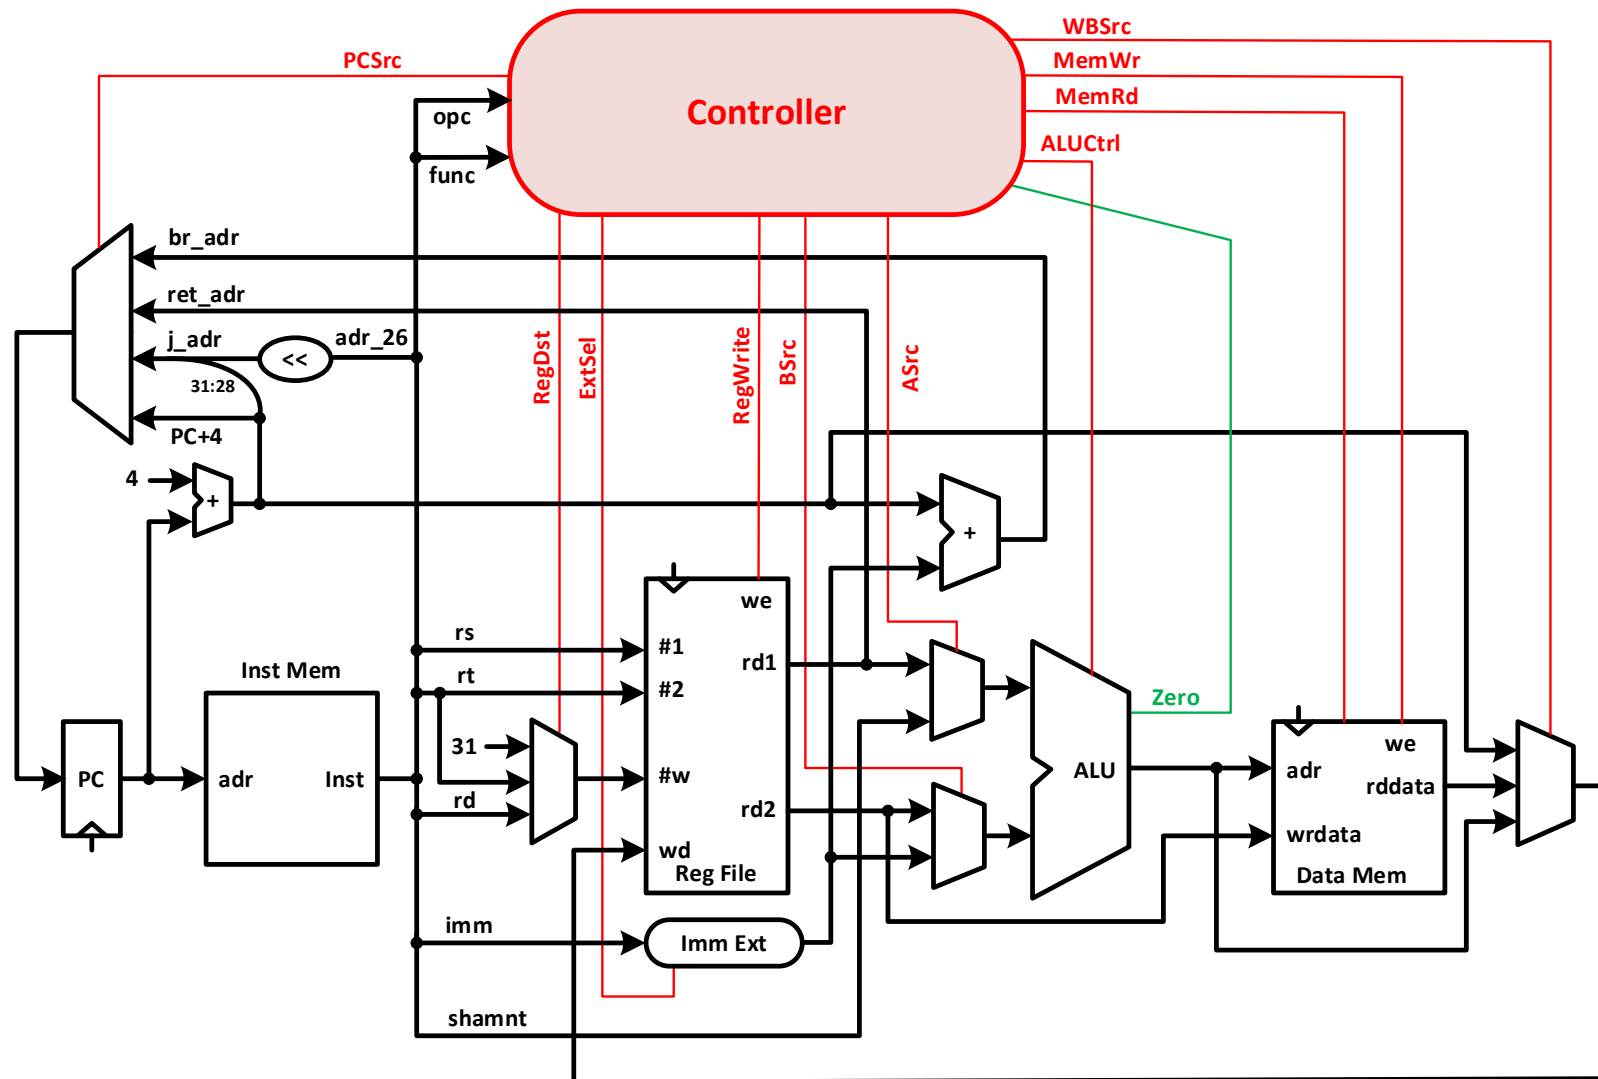 WBSrc
PCSrc
MemWr
MemRd
Controller
opc
ALUCtrl
func
br_adr
ret_adr
j_adr
<<
adr_26
31:28
PC+4
RegDst
ExtSel
RegWrite
BSrc
ASrc
4
+
+
we
rs
#1
rd1
Inst Mem
rt
#2
Zero
31
we
PC
adr
Inst
#w
ALU
adr
rddata
rd
rd2
wrdata
wd
Reg File
Data Mem
imm
Imm Ext
shamnt